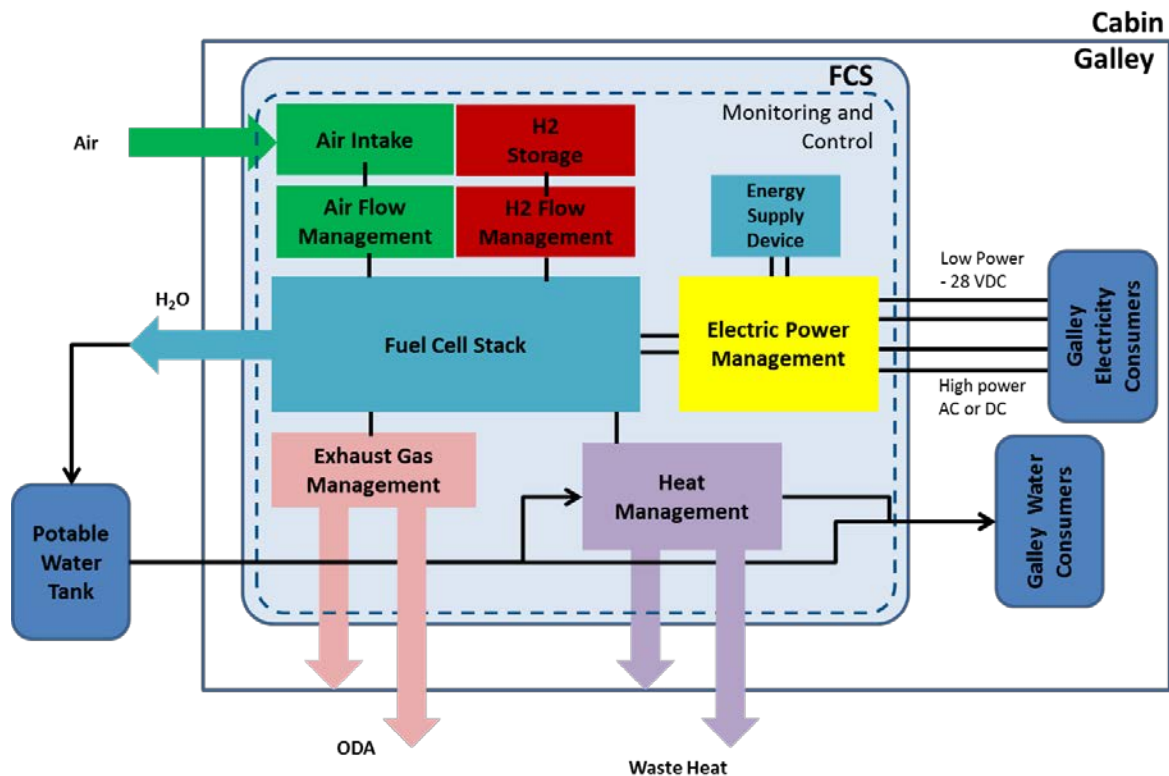 Cabin
Galley
FCS
Monitoring and
Control
Air
Air Intake
H2
Storage
Air Flow
Management
H2 Flow
Management
Energy
Supply
Device
Low Power
- 28 VDC
H₂O
Fuel Cell Stack
Electric Power
Management
Galley
Electricity
Consumers
High power
AC or DC
Exhaust Gas
Management
Heat
Management
Galley Water
Consumers
Potable
Water
Tank
ODA
Waste Heat